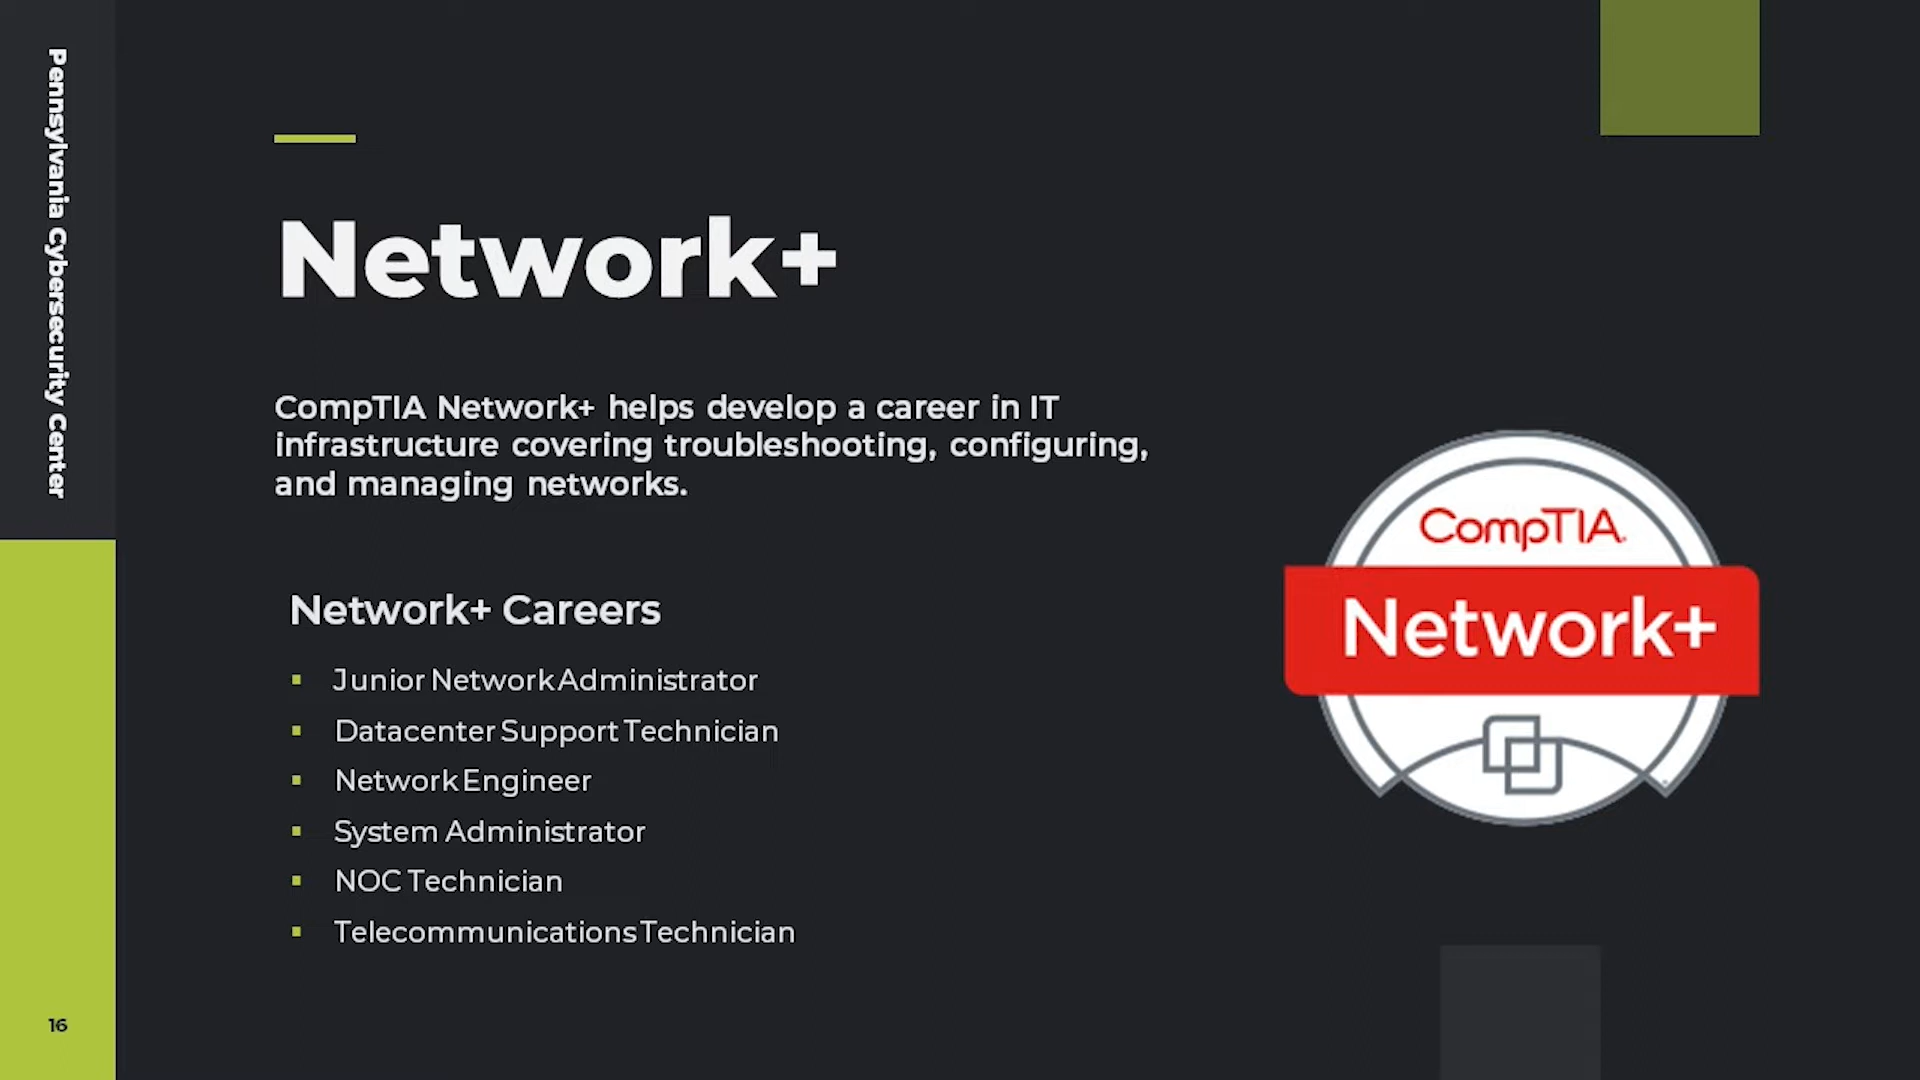 Pennsylvania Cybersecurity Center
Network+
CompTIA Network+ helps develop a career in IT
infrastructure covering troubleshooting, configuring,
and managing networks.
Network+ Careers
Junior Network Administrator
Datacenter Support Technician
Network Engineer
System Administrator
NOC Technician
Telecommunications Technician
CompTIA.
Network+
16